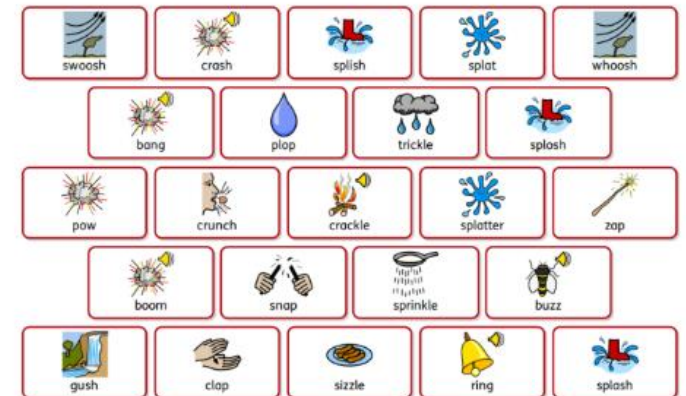 swoosh crash splish splat whoosh
bang plop trickle splosh
pow crunch crackle splatter zap
boom snap sprinkle buzz
gush clap sizzle ring splash